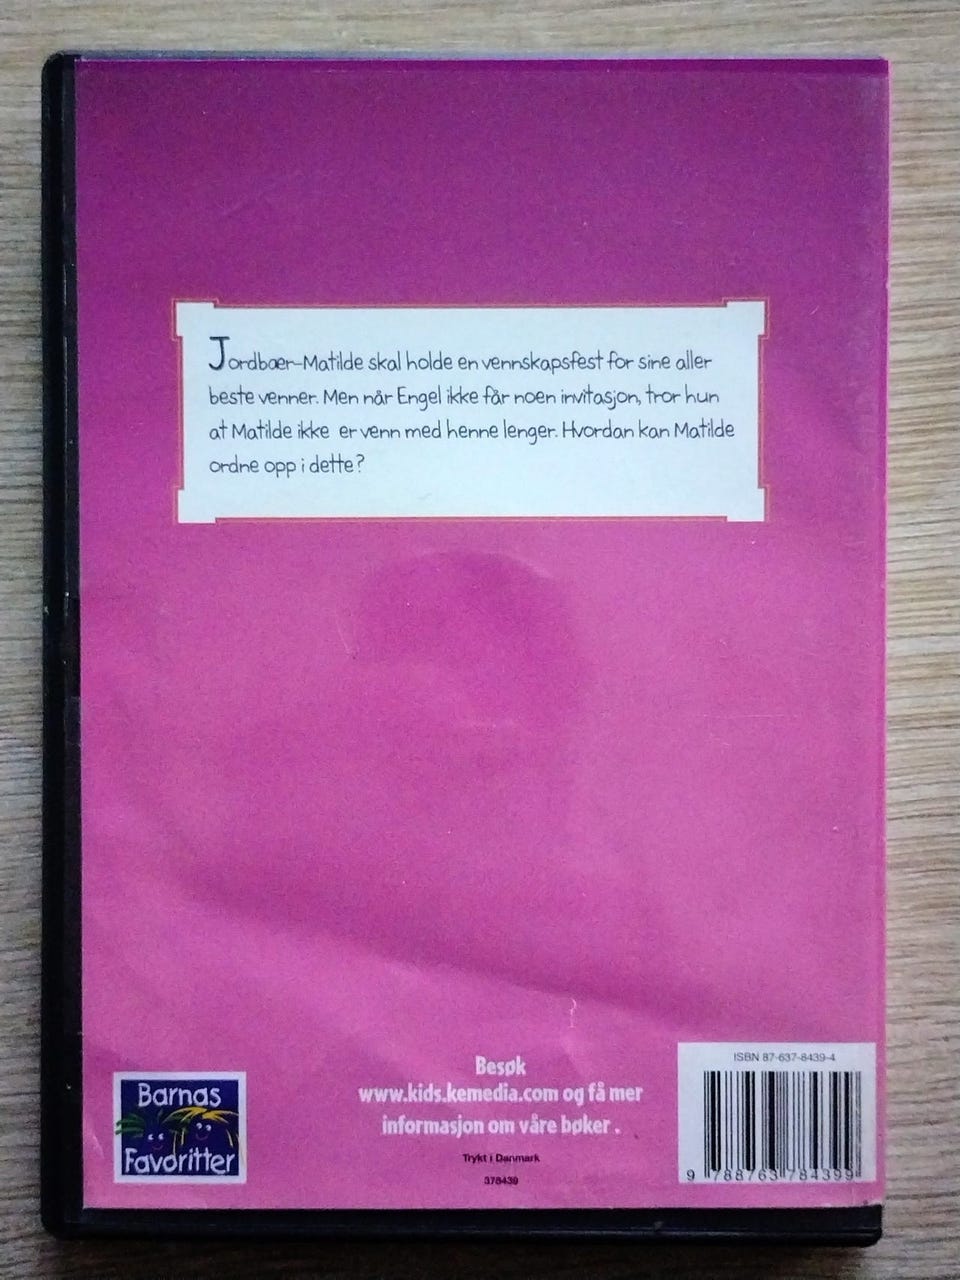 Jordbær-Matilde skal holde en vennskapsfest for sine aller
beste venner. Men når Engel ikke får noen invitasjon, tror hun
at Matilde ikke er venn med henne lenger. Hvordan kan Matilde
ordne opp i dette?
Barnas
Favoritter
Besøk
www.kids.kemedia.com og få mer
informasjon om våre bøker .
Trykt i Danmark
378439
ISBN 87-637-8439-4
9 788763 784399